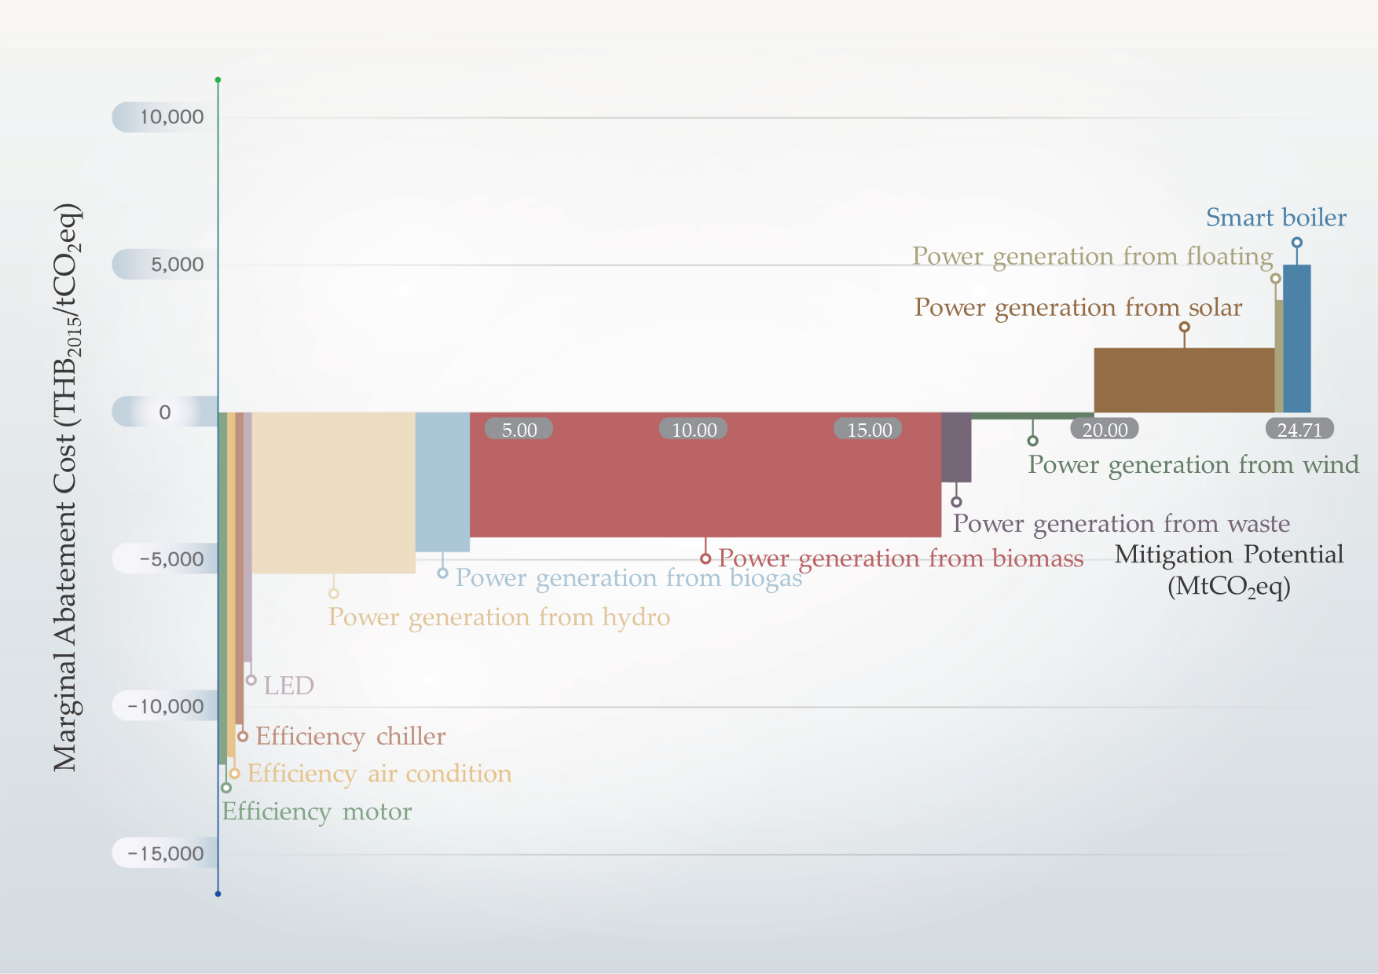 10,000
5,000
0
−5,000
−10,000
−15,000
Marginal Abatement Cost (THB₂₀₁₅/tCO₂eq)
Smart boiler
Power generation from floating
Power generation from solar
5.00
10.00
15.00
20.00
24.71
Power generation from wind
Power generation from waste
Power generation from biomass
Mitigation Potential
(MtCO₂eq)
Power generation from biogas
Power generation from hydro
LED
Efficiency chiller
Efficiency air condition
Efficiency motor